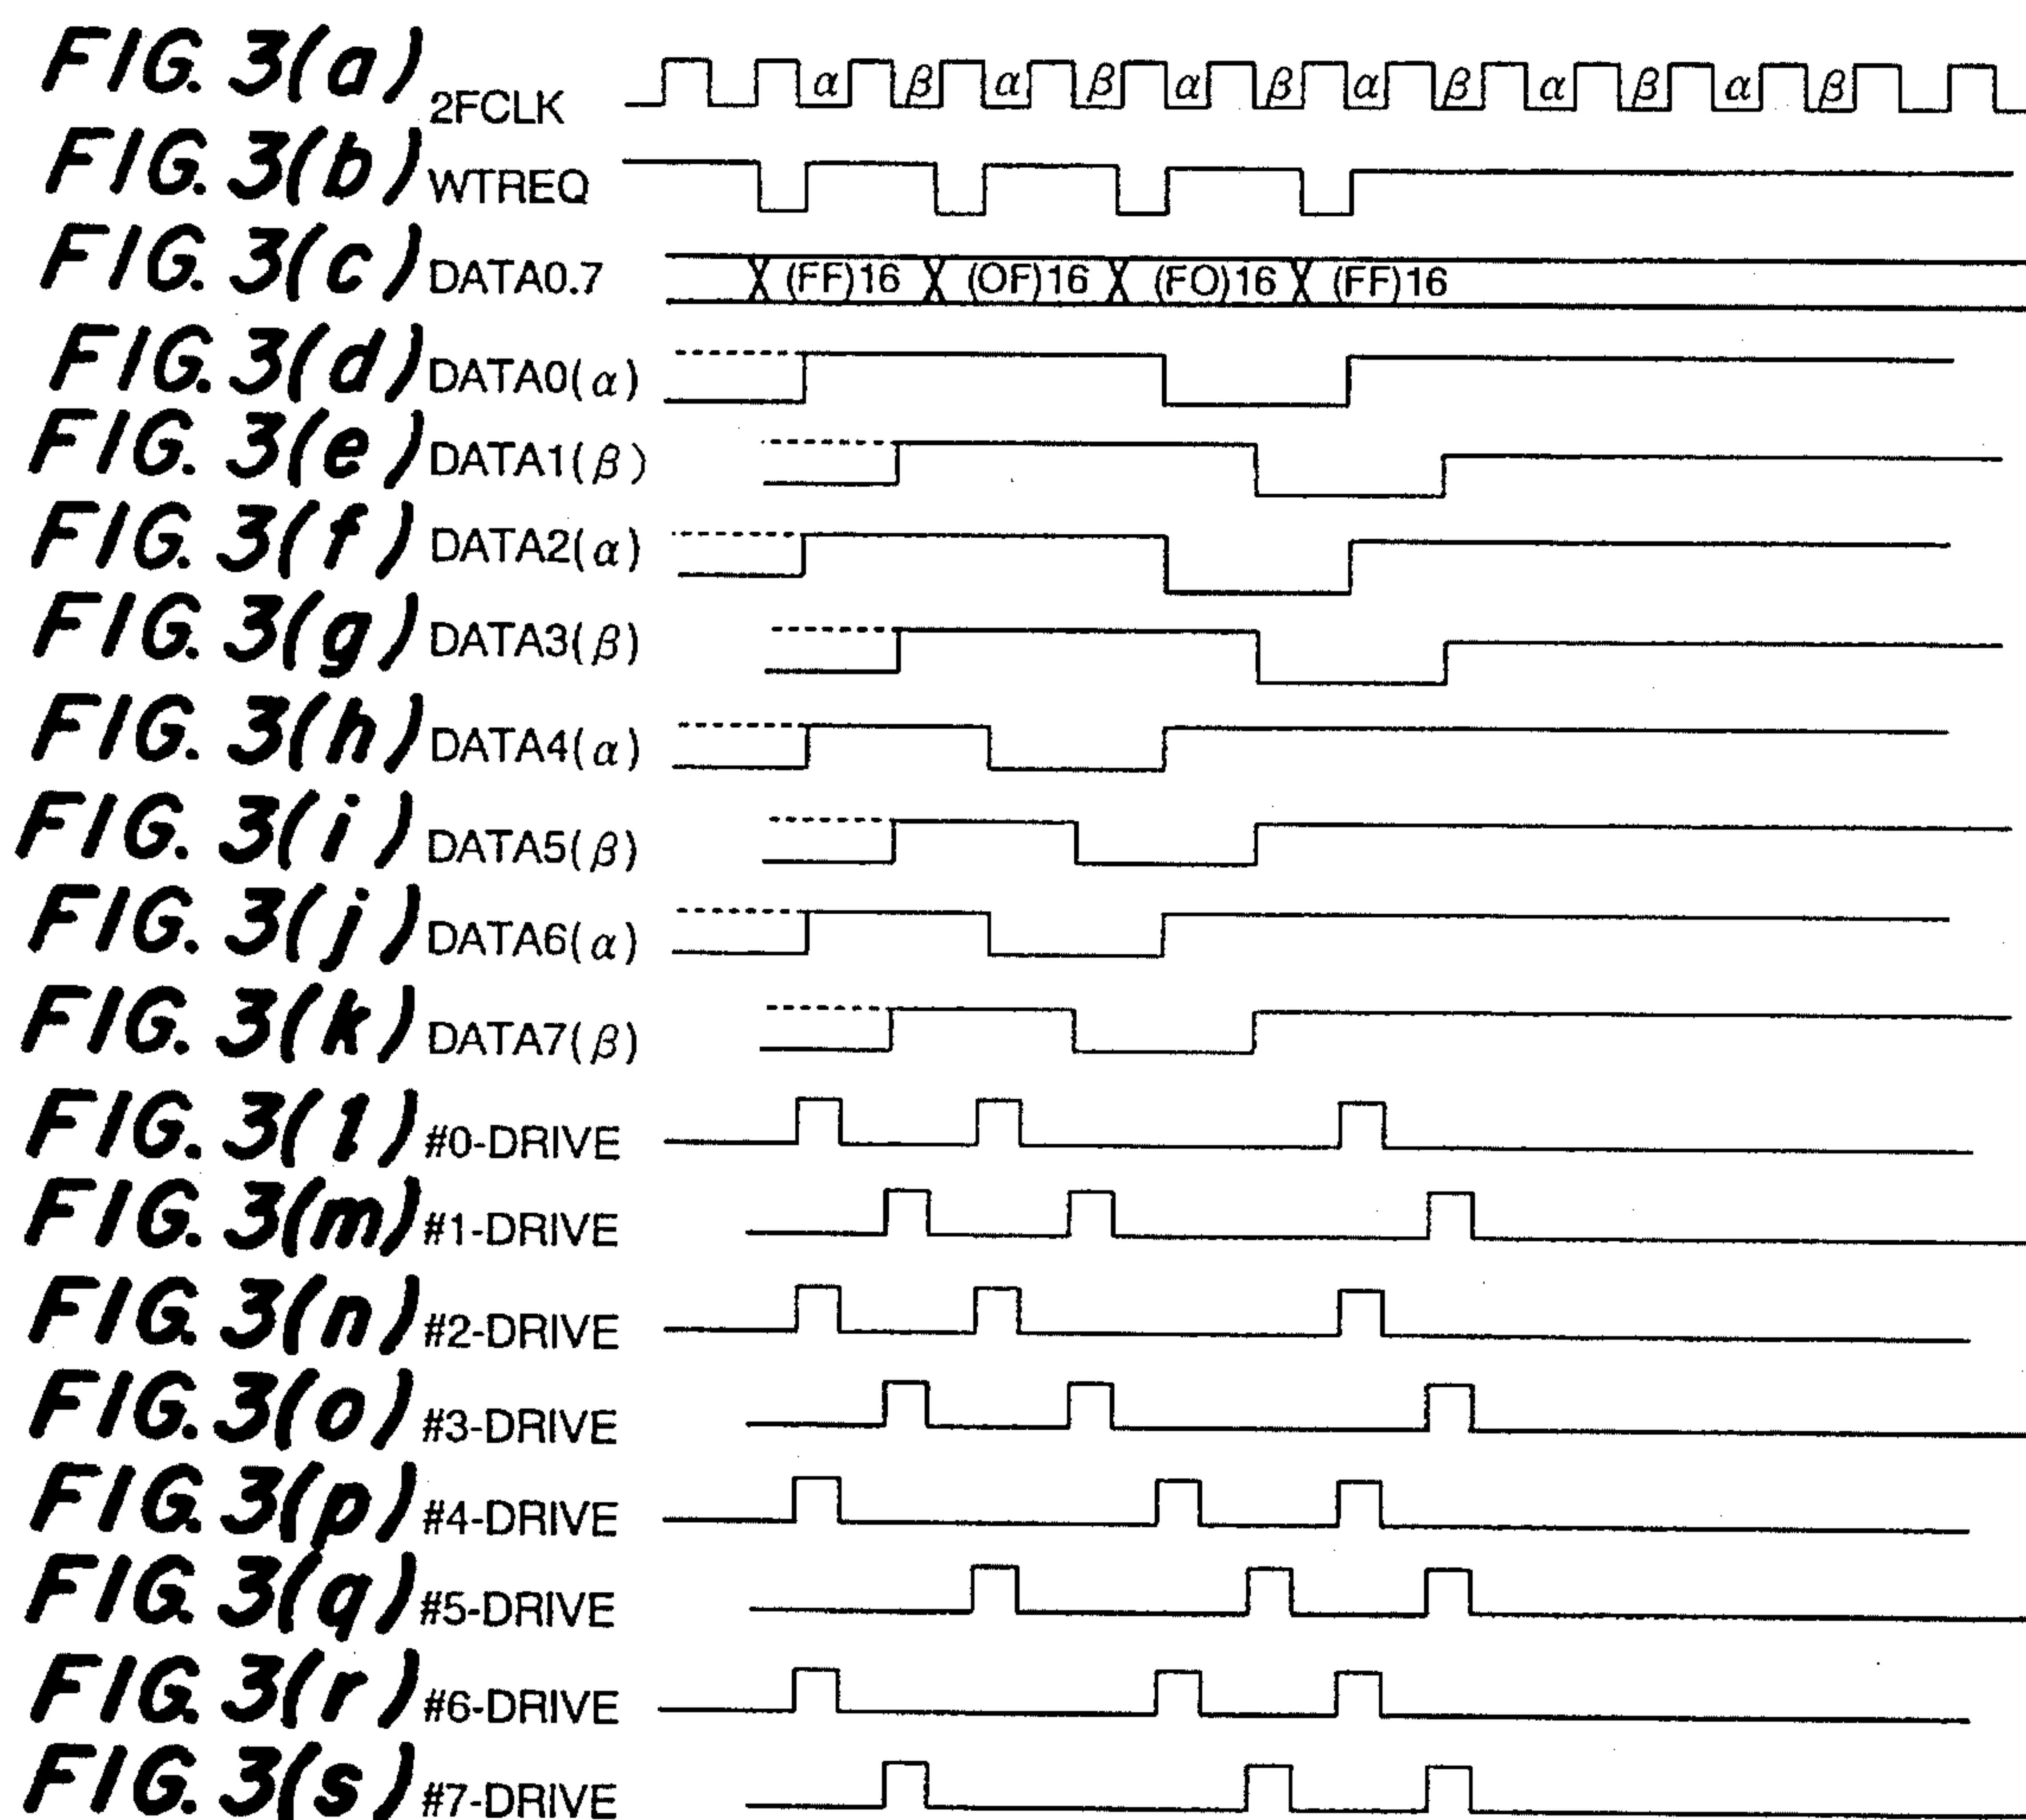 FIG. 3(a) 2FCLK α β α β α β α β α β α β
FIG. 3(b) WTREQ
FIG. 3(c) DATA0.7 (FF)16 (OF)16 (FO)16 (FF)16
FIG. 3(d) DATA0(α)
FIG. 3(e) DATA1(β)
FIG. 3(f) DATA2(α)
FIG. 3(g) DATA3(β)
FIG. 3(h) DATA4(α)
FIG. 3(i) DATA5(β)
FIG. 3(j) DATA6(α)
FIG. 3(k) DATA7(β)
FIG. 3(l) #0-DRIVE
FIG. 3(m) #1-DRIVE
FIG. 3(n) #2-DRIVE
FIG. 3(o) #3-DRIVE
FIG. 3(p) #4-DRIVE
FIG. 3(q) #5-DRIVE
FIG. 3(r) #6-DRIVE
FIG. 3(s) #7-DRIVE